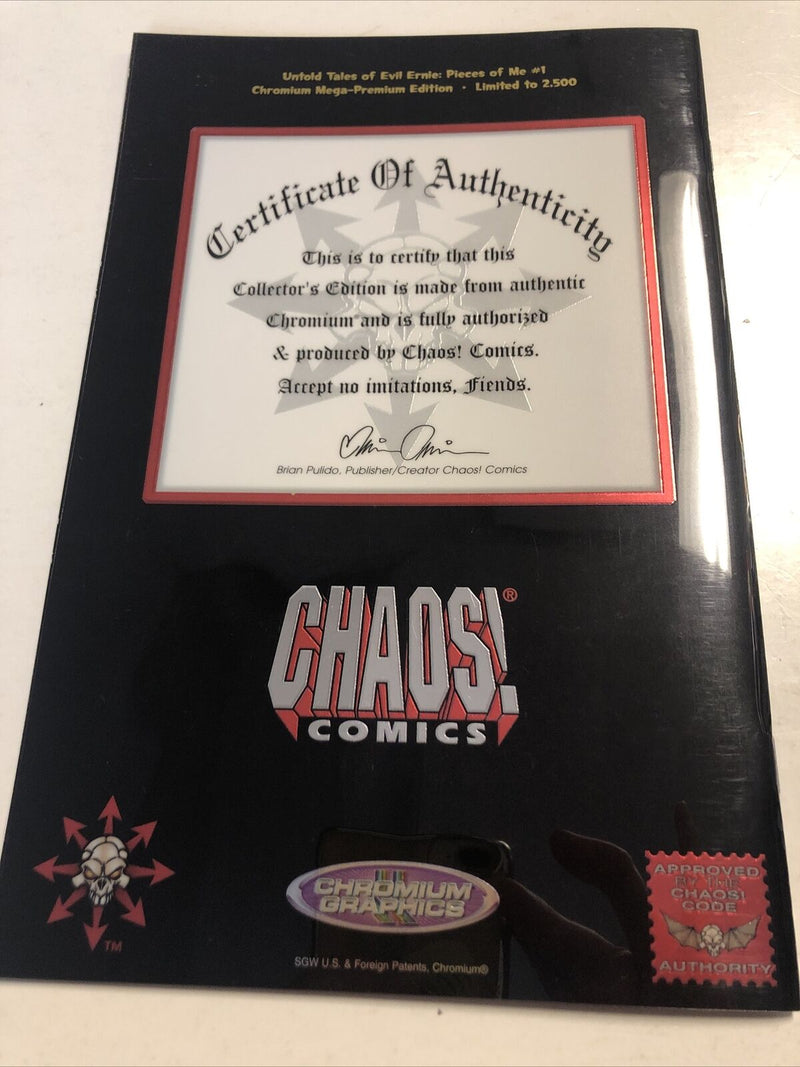 Untold Tales of Evil Ernie: Pieces of Me #1
Chromium Mega-Premium Edition · Limited to 2,500
Certificate Of Authenticity
This is to certify that this
Collector's Edition is made from authentic
Chromium® and is fully authorized
& produced by Chaos! Comics.
Accept no imitations, Fiends.
Brian Pulido, Publisher/Creator Chaos! Comics
CHAOS!®
COMICS
TM
CHROMIUM
GRAPHICS
SGW U.S. & Foreign Patents, Chromium®
APPROVED
BY THE
CHAOS!
CODE
AUTHORITY